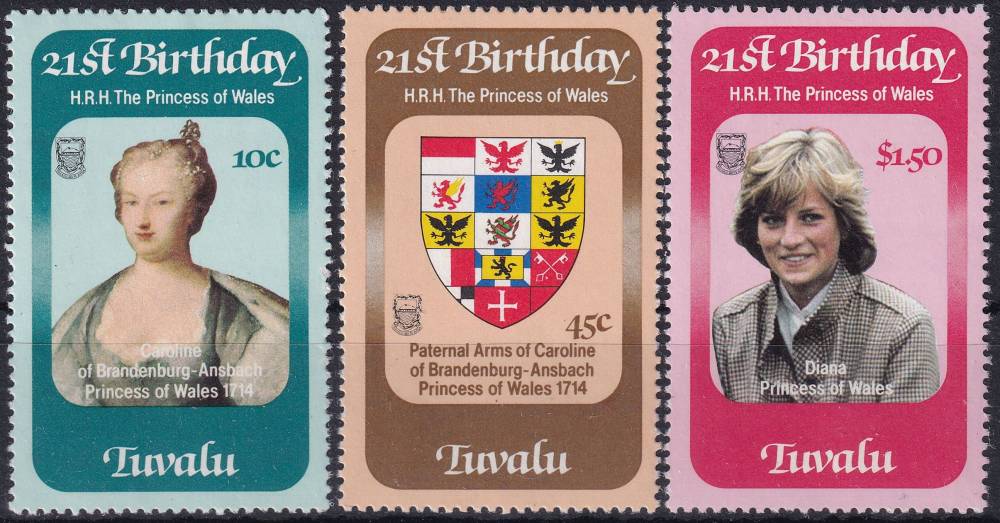 21st Birthday
H.R.H. The Princess of Wales
10c
Caroline
of Brandenburg-Ansbach
Princess of Wales 1714
Tuvalu
21st Birthday
H.R.H. The Princess of Wales
45c
Paternal Arms of Caroline
of Brandenburg-Ansbach
Princess of Wales 1714
Tuvalu
21st Birthday
H.R.H. The Princess of Wales
$1.50
Diana
Princess of Wales
Tuvalu